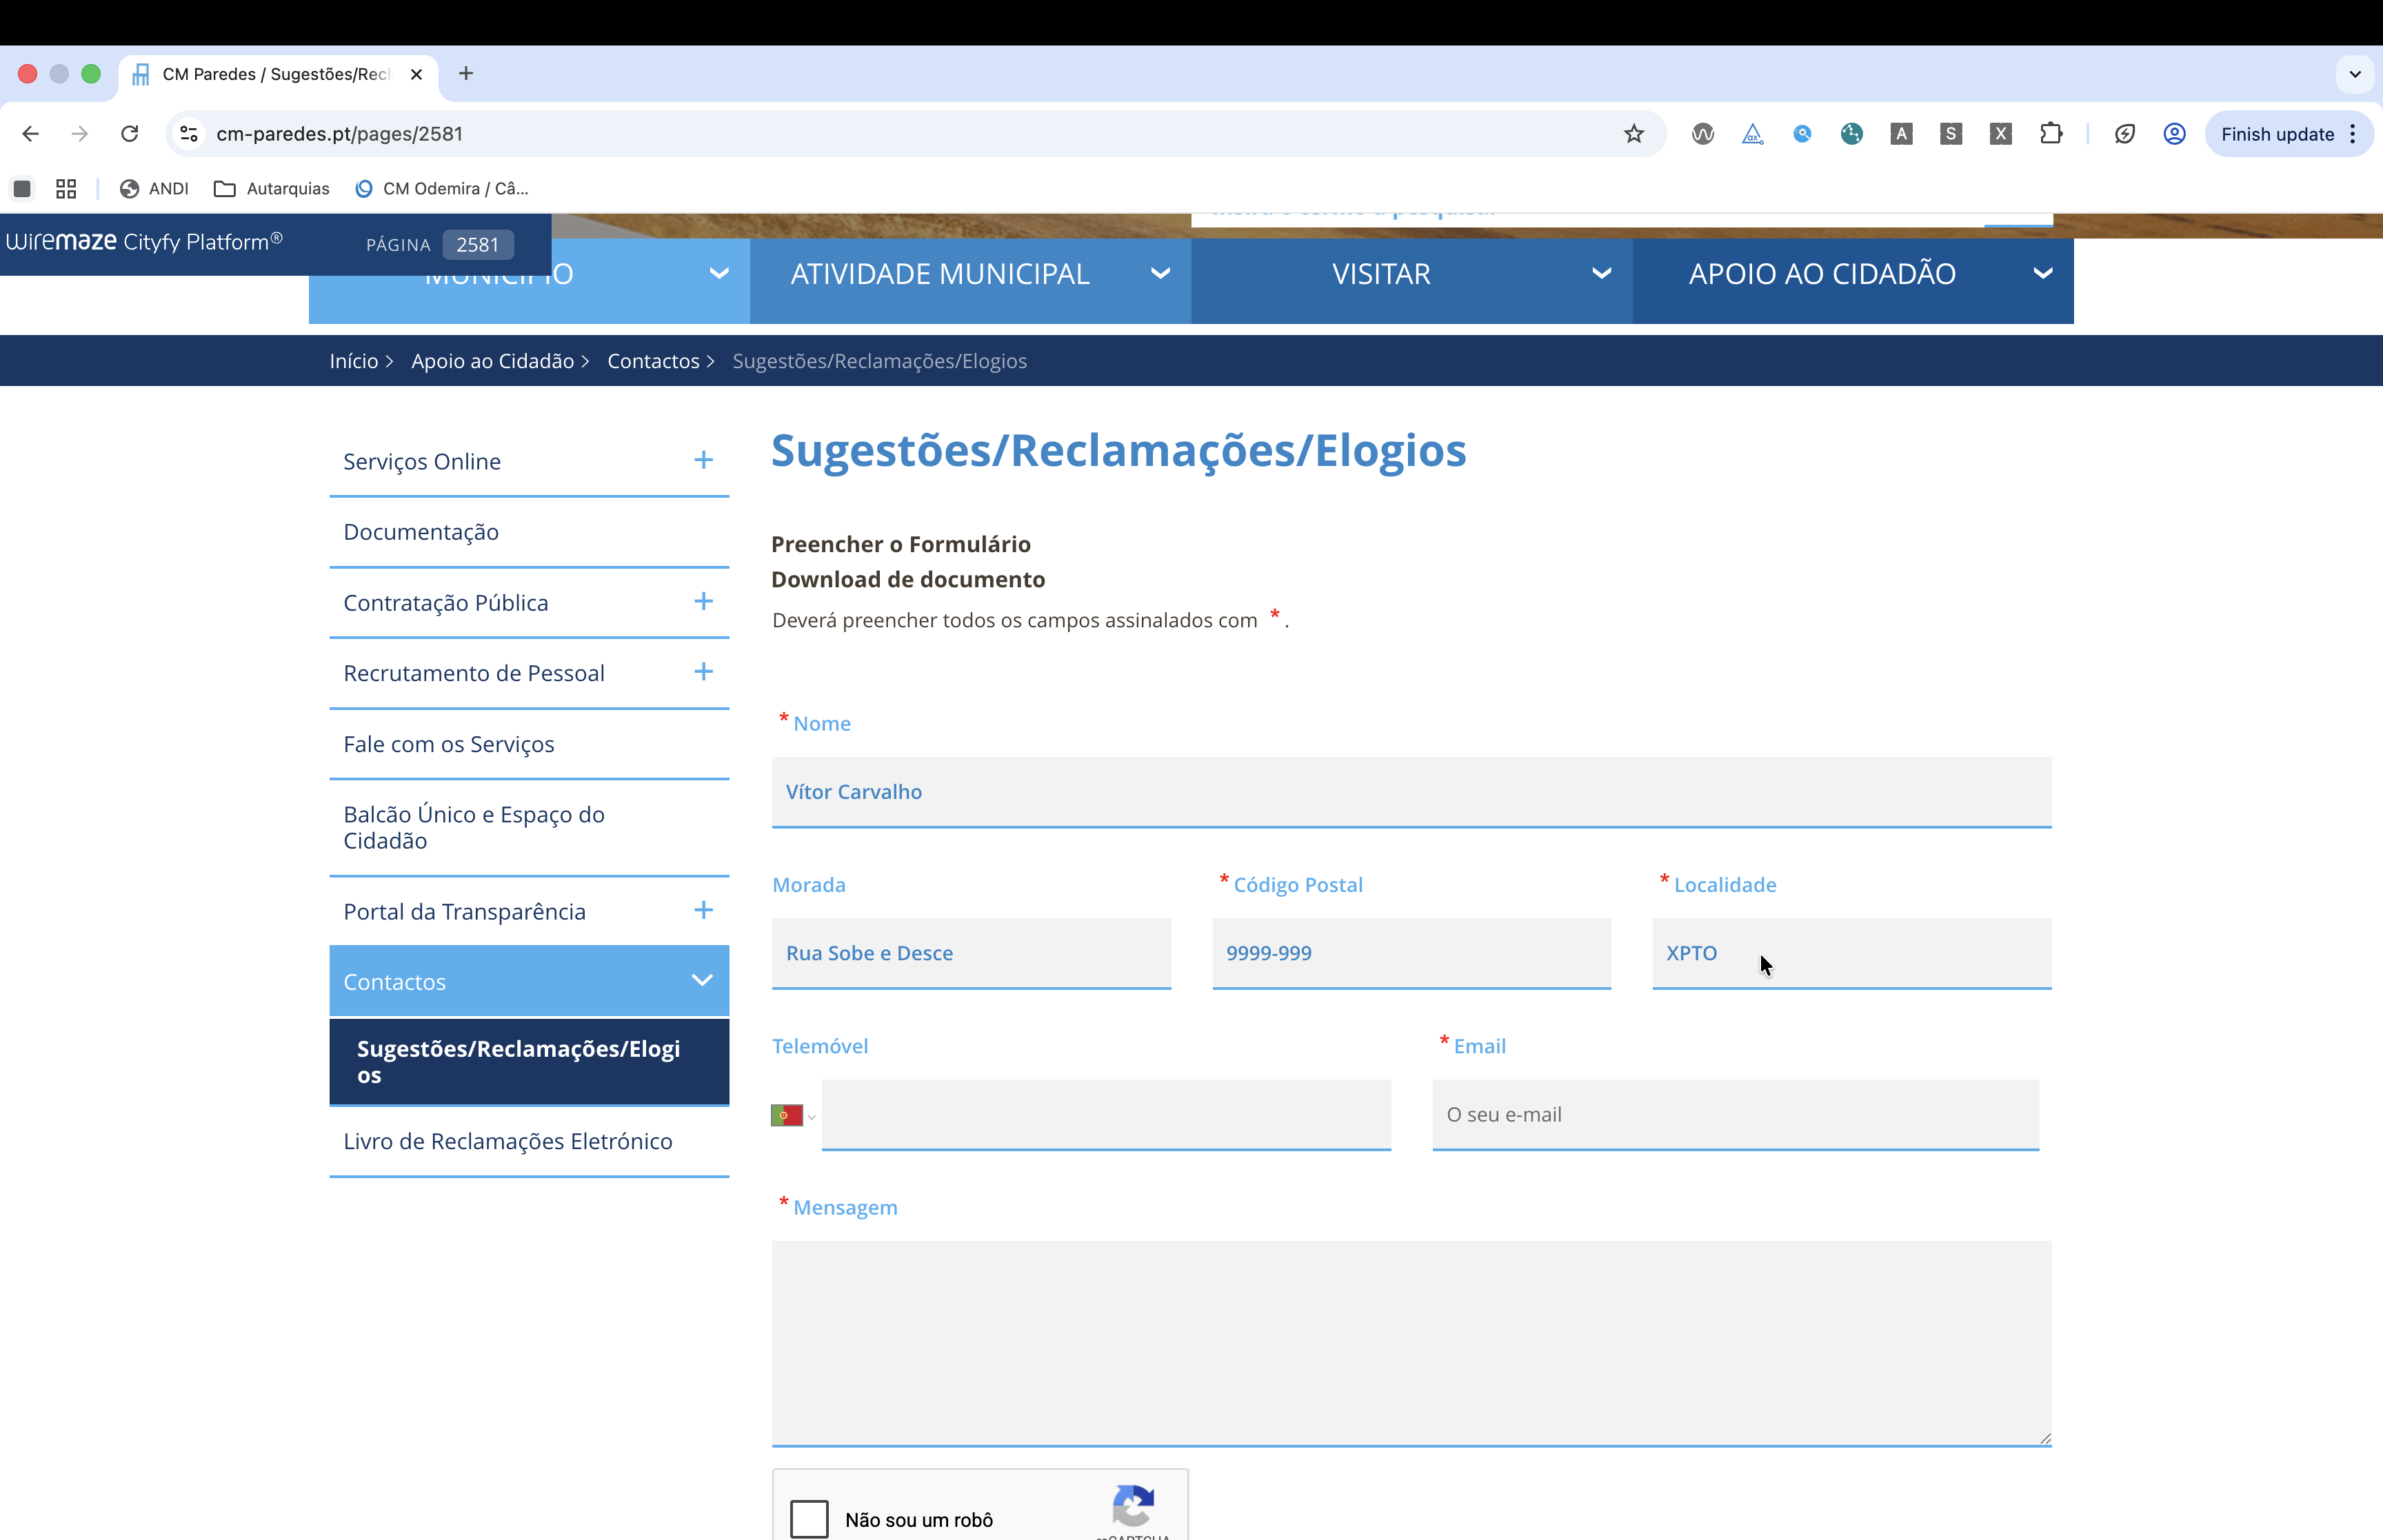 CM Paredes / Sugestões/Recl
cm-paredes.pt/pages/2581
A
S
X
Finish update
ANDI
Autarquias
CM Odemira / Câ...
wiremaze Cityfy Platform®
PÁGINA 2581
MUNICÍPIO
ATIVIDADE MUNICIPAL
VISITAR
APOIO AO CIDADÃO
Início > Apoio ao Cidadão > Contactos > Sugestões/Reclamações/Elogios
Serviços Online +
Documentação
Contratação Pública +
Recrutamento de Pessoal +
Fale com os Serviços
Balcão Único e Espaço do
Cidadão
Portal da Transparência +
Contactos
Sugestões/Reclamações/Elogi
os
Livro de Reclamações Eletrónico
Sugestões/Reclamações/Elogios
Preencher o Formulário
Download de documento
Deverá preencher todos os campos assinalados com * .
* Nome
Vítor Carvalho
Morada
* Código Postal
* Localidade
Rua Sobe e Desce
9999-999
XPTO
Telemóvel
* Email
O seu e-mail
* Mensagem
Não sou um robô